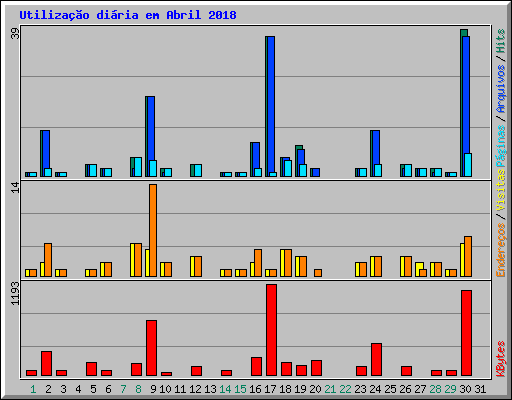 Utilização diária em Abril 2018
39
14
1193
Endereços / Visitas Páginas / Arquivos / Hits
KBytes
1 2 3 4 5 6 7 8 9 10 11 12 13 14 15 16 17 18 19 20 21 22 23 24 25 26 27 28 29 30 31